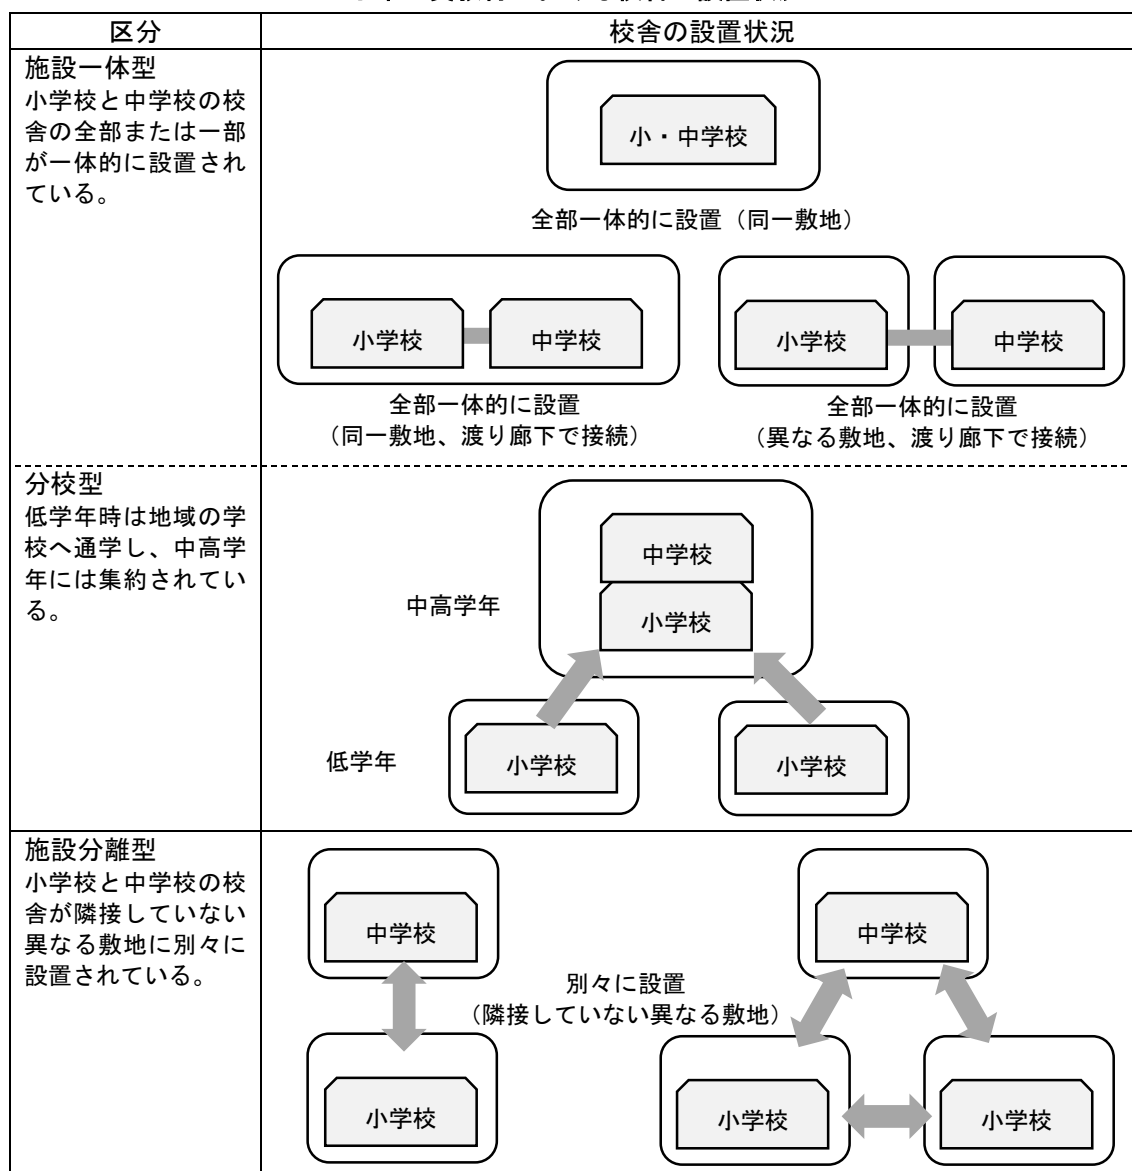 区分
校舎の設置状況
施設一体型
小学校と中学校の校
舎の全部または一部
が一体的に設置され
ている。
小・中学校
全部一体的に設置（同一敷地）
小学校
中学校
全部一体的に設置
（同一敷地、渡り廊下で接続）
小学校
中学校
全部一体的に設置
（異なる敷地、渡り廊下で接続）
分校型
低学年時は地域の学
校へ通学し、中高学
年には集約されてい
る。
中学校
中高学年
小学校
低学年
小学校
小学校
施設分離型
小学校と中学校の校
舎が隣接していない
異なる敷地に別々に
設置されている。
中学校
小学校
別々に設置
（隣接していない異なる敷地）
中学校
小学校
小学校